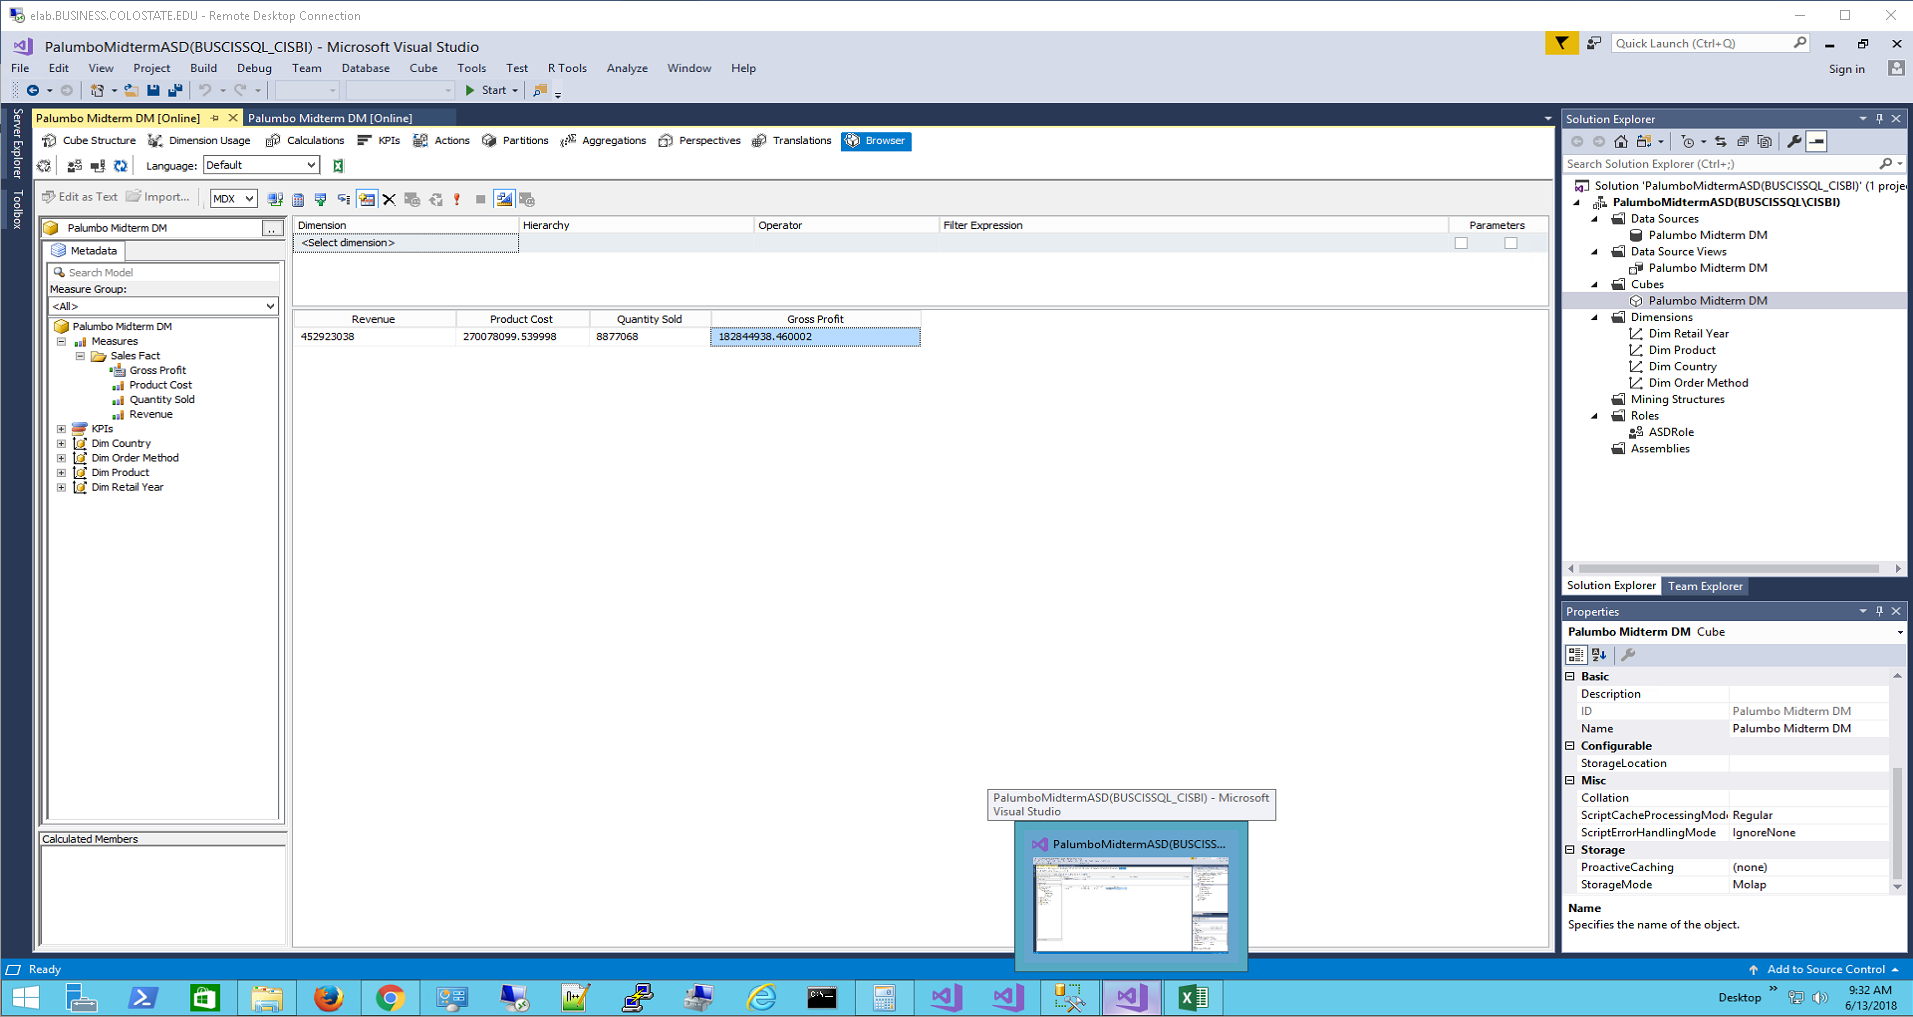 elab.BUSINESS.COLOSTATE.EDU - Remote Desktop Connection
PalumboMidtermASD(BUSCISSQL_CISBI) - Microsoft Visual Studio
Quick Launch (Ctrl+Q)
File Edit View Project Build Debug Team Database Cube Tools Test R Tools Analyze Window Help
Sign in
Start
Server Explorer
Toolbox
Palumbo Midterm DM [Online]
Palumbo Midterm DM [Online]
Cube Structure Dimension Usage Calculations KPIs Actions Partitions Aggregations Perspectives Translations Browser
Language: Default
Edit as Text Import... MDX
Palumbo Midterm DM ..
Metadata
Search Model
Measure Group:
<All>
Palumbo Midterm DM
Measures
Sales Fact
Gross Profit
Product Cost
Quantity Sold
Revenue
KPIs
Dim Country
Dim Order Method
Dim Product
Dim Retail Year
Calculated Members
Dimension Hierarchy Operator Filter Expression Parameters
<Select dimension>
Revenue Product Cost Quantity Sold Gross Profit
452923038 270078099.539998 8877068 182844938.460002
PalumboMidtermASD(BUSCISSQL_CISBI) - Microsoft
Visual Studio
PalumboMidtermASD(BUSCISS...
Solution Explorer
Search Solution Explorer (Ctrl+;)
Solution 'PalumboMidtermASD(BUSCISSQL_CISBI)' (1 proje
PalumboMidtermASD(BUSCISSQL\CISBI)
Data Sources
Palumbo Midterm DM
Data Source Views
Palumbo Midterm DM
Cubes
Palumbo Midterm DM
Dimensions
Dim Retail Year
Dim Product
Dim Country
Dim Order Method
Mining Structures
Roles
ASDRole
Assemblies
Solution Explorer Team Explorer
Properties
Palumbo Midterm DM Cube
Basic
Description
ID Palumbo Midterm DM
Name Palumbo Midterm DM
Configurable
StorageLocation
Misc
Collation
ScriptCacheProcessingMode Regular
ScriptErrorHandlingMode IgnoreNone
Storage
ProactiveCaching (none)
StorageMode Molap
Name
Specifies the name of the object.
Ready
Add to Source Control
Desktop
9:32 AM
6/13/2018